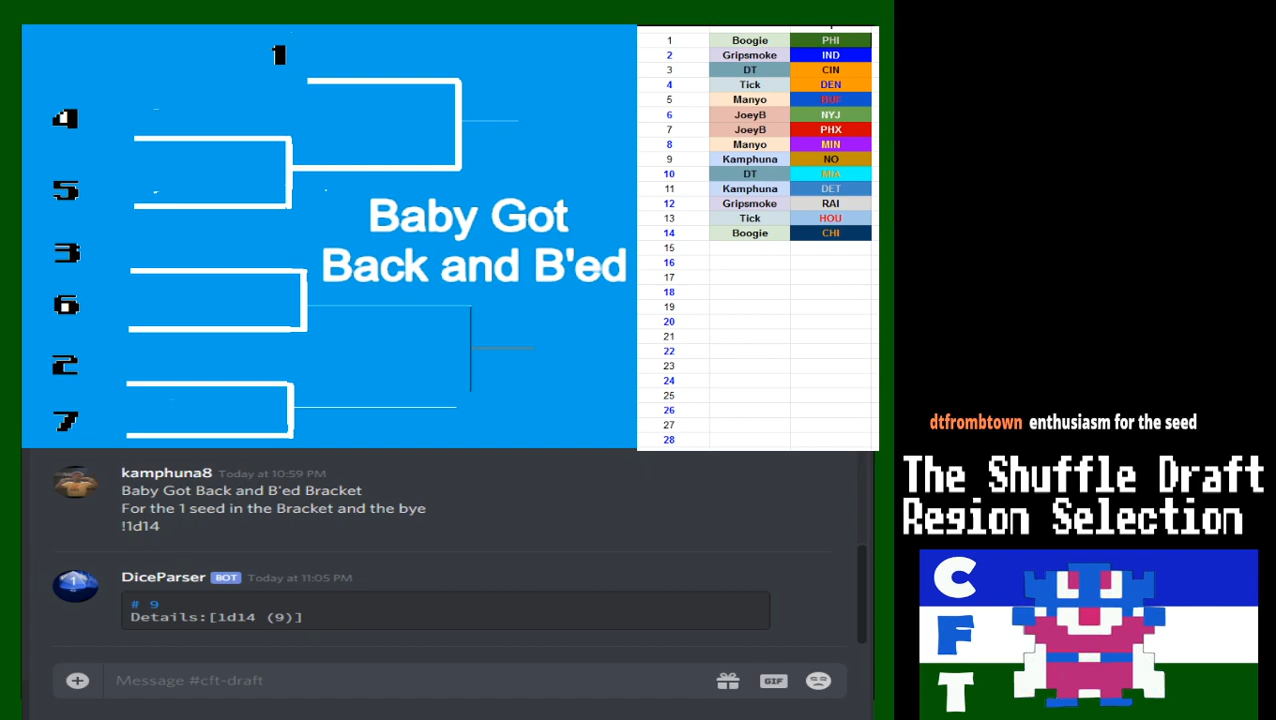 1
4
5
3
6
2
7
Baby Got
Back and B'ed
1 Boogie PHI
2 Gripsmoke IND
3 DT CIN
4 Tick DEN
5 Manyo BUF
6 JoeyB NYJ
7 JoeyB PHX
8 Manyo MIN
9 Kamphuna NO
10 DT MIA
11 Kamphuna DET
12 Gripsmoke RAI
13 Tick HOU
14 Boogie CHI
15
16
17
18
19
20
21
22
23
24
25
26
27
28
kamphuna8 Today at 10:59 PM
Baby Got Back and B'ed Bracket
For the 1 seed in the Bracket and the bye
!1d14
DiceParser BOT Today at 11:05 PM
# 9
Details:[1d14 (9)]
Message #cft-draft
GIF
dtfrombtown enthusiasm for the seed
The Shuffle Draft
Region Selection
C
F
T